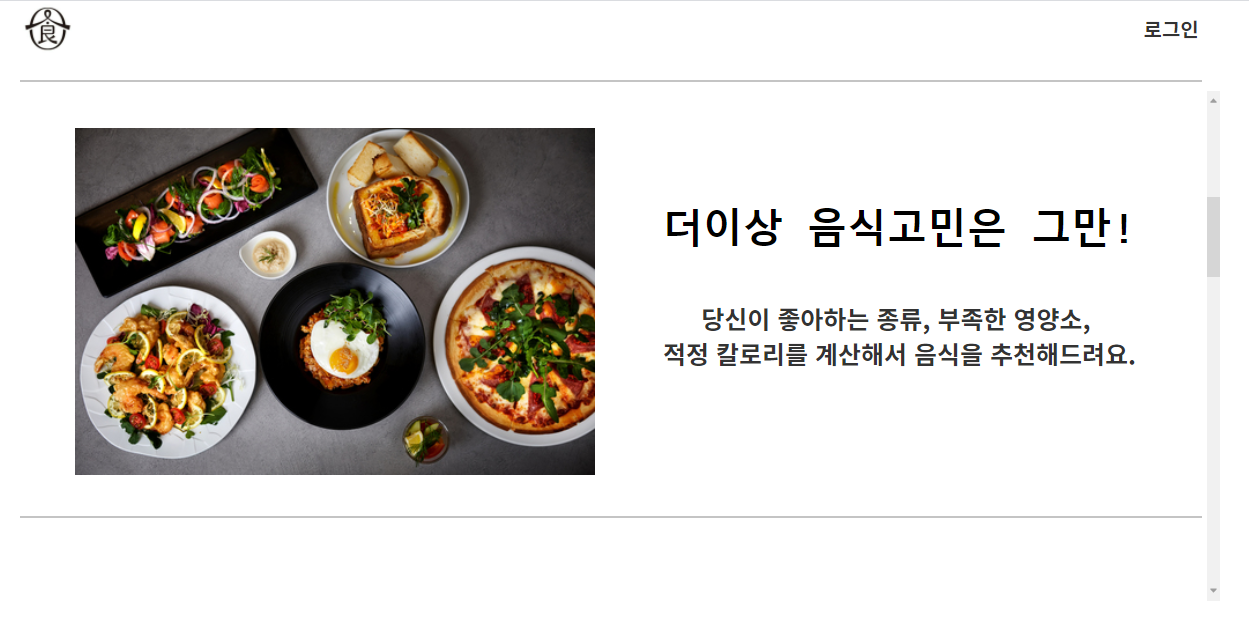 食
로그인
더이상 음식고민은 그만!
당신이 좋아하는 종류, 부족한 영양소,
적정 칼로리를 계산해서 음식을 추천해드려요.